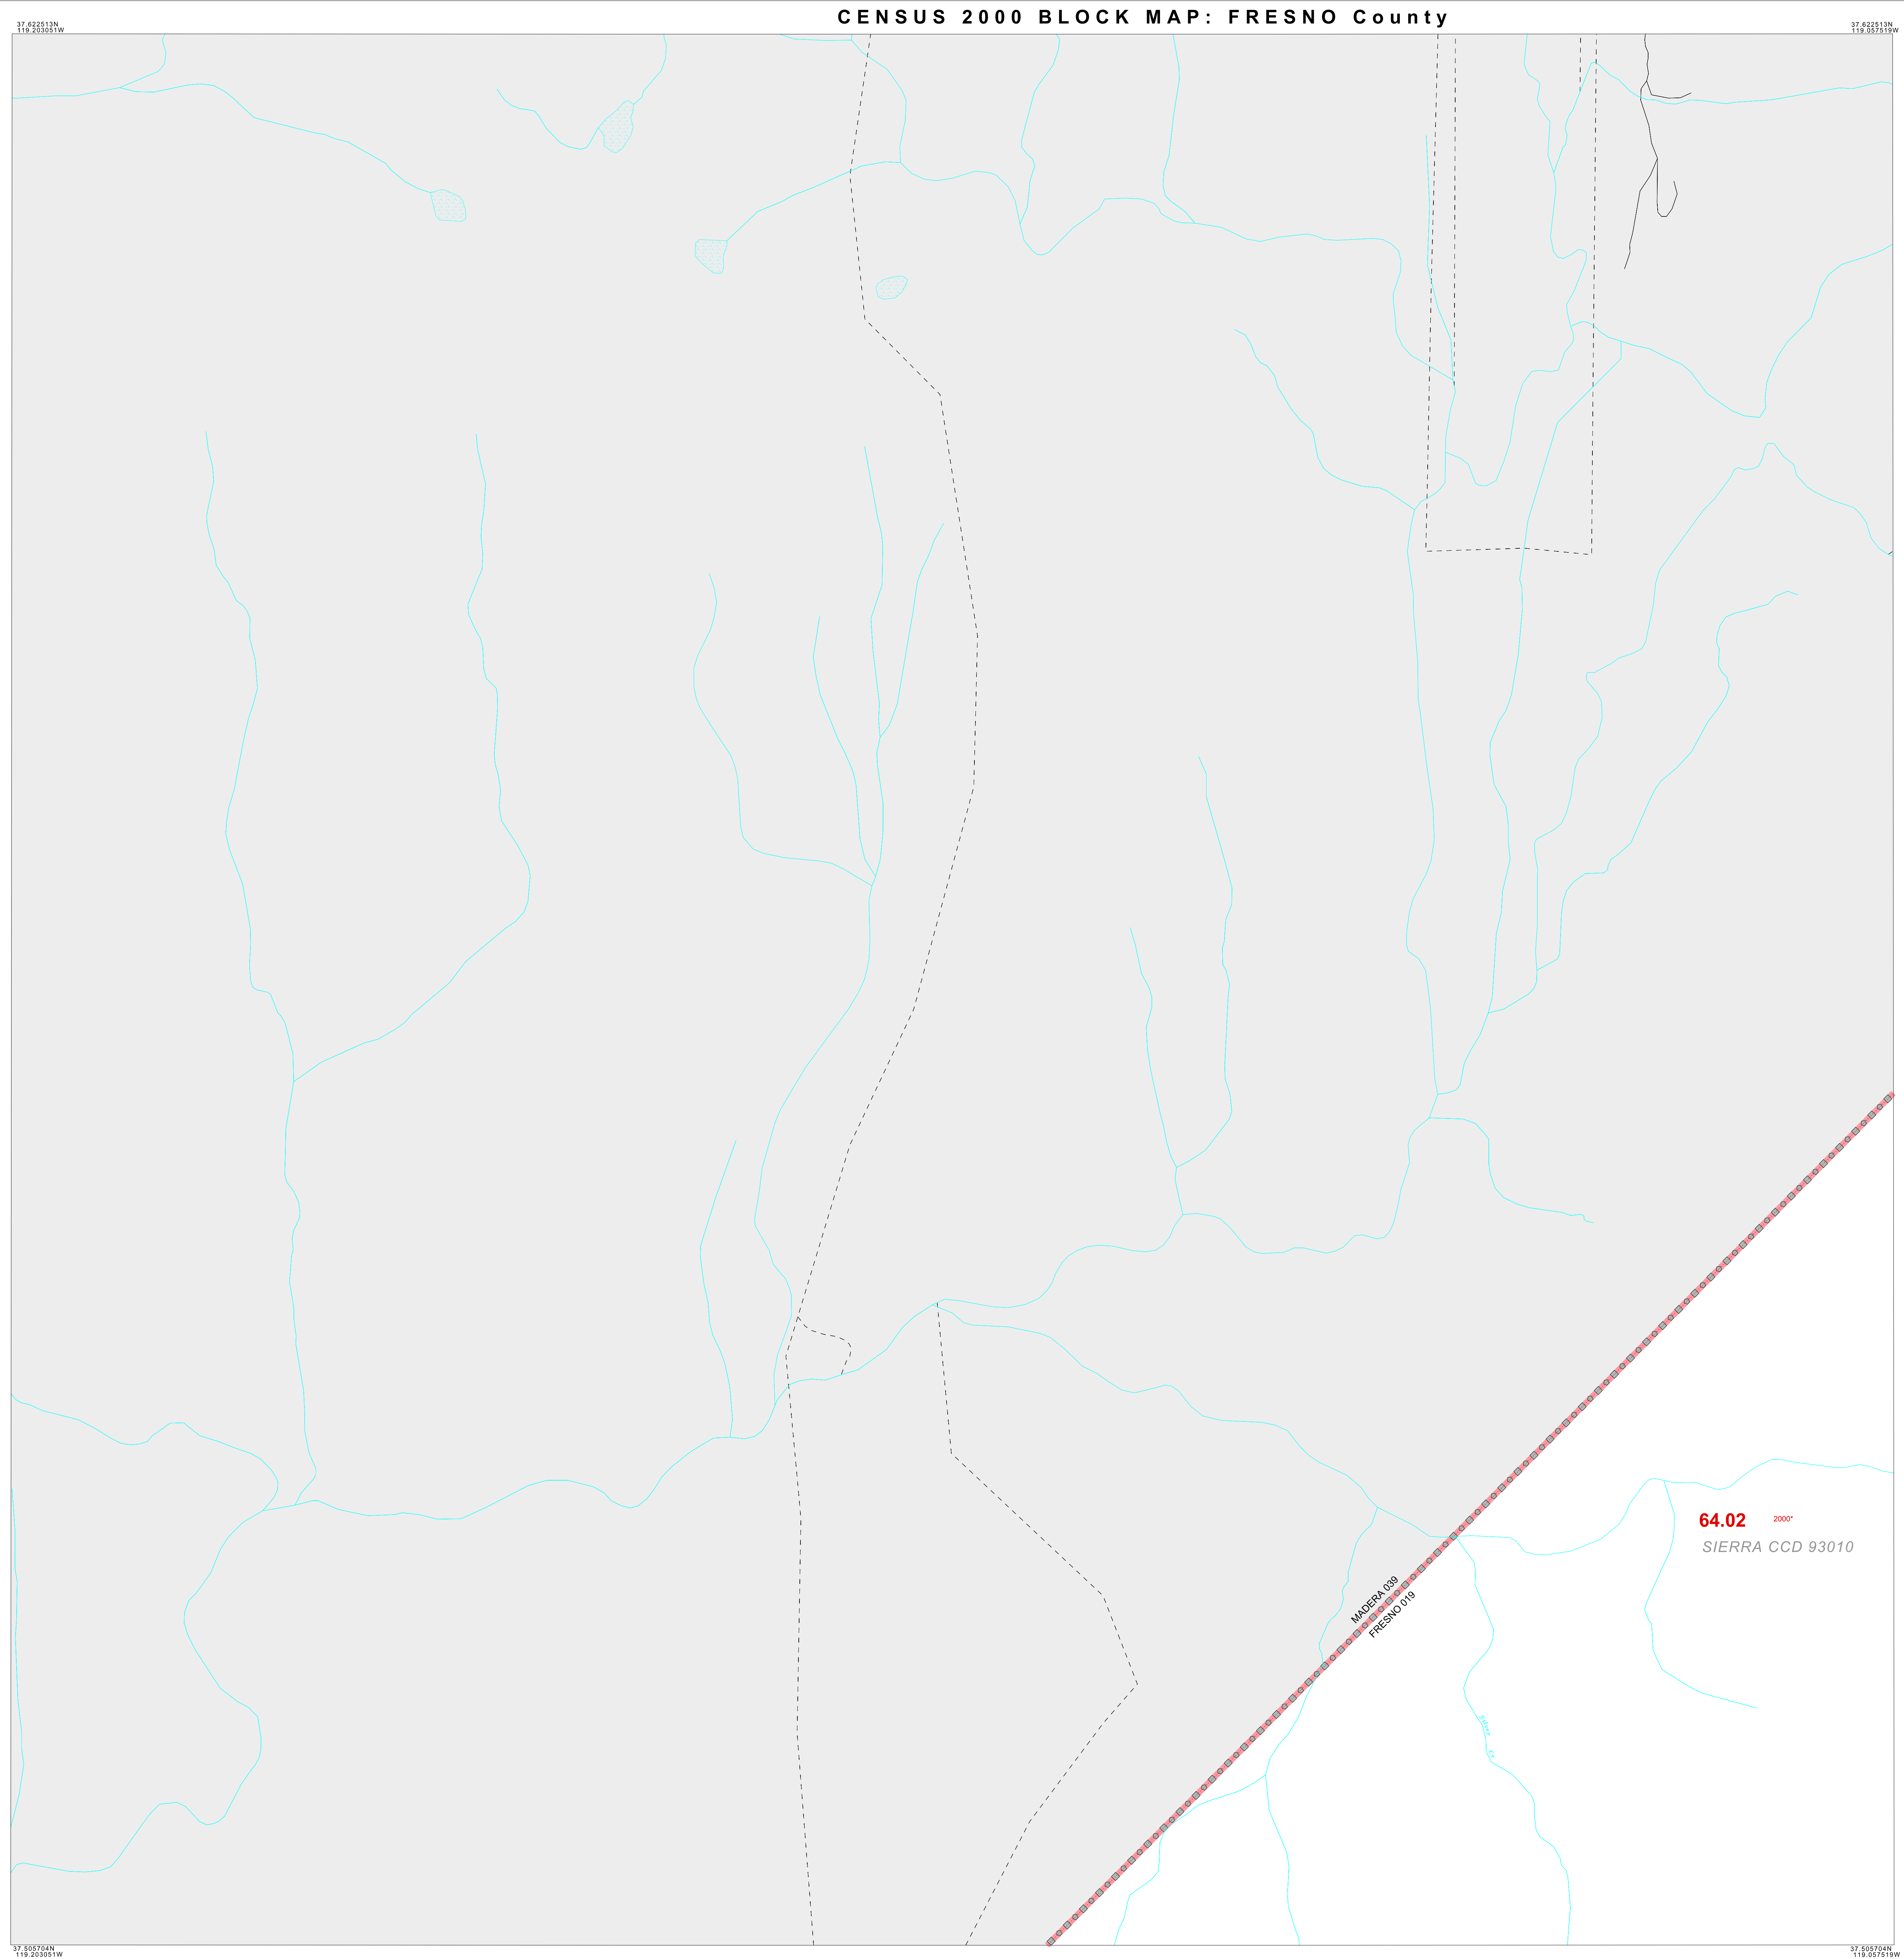 CENSUS 2000 BLOCK MAP: FRESNO County
37.622513N
119.203051W
37.622513N
119.057519W
64.02 2000*
SIERRA CCD 93010
MADERA 039
FRESNO 019
Cr
37.505704N
119.203051W
37.505704N
119.057519W